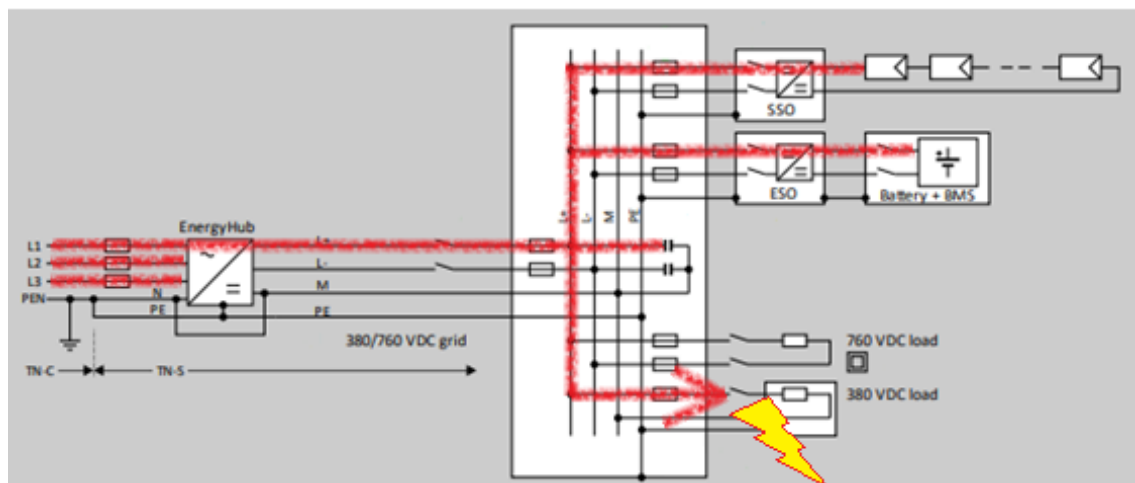 SSO
ESO
Battery + BMS
L+
L-
M
PE
EnergyHub
L1
L2
L3
PEN
N
PE
L+
L-
M
PE
380/760 VDC grid
TN-C
TN-S
760 VDC load
380 VDC load